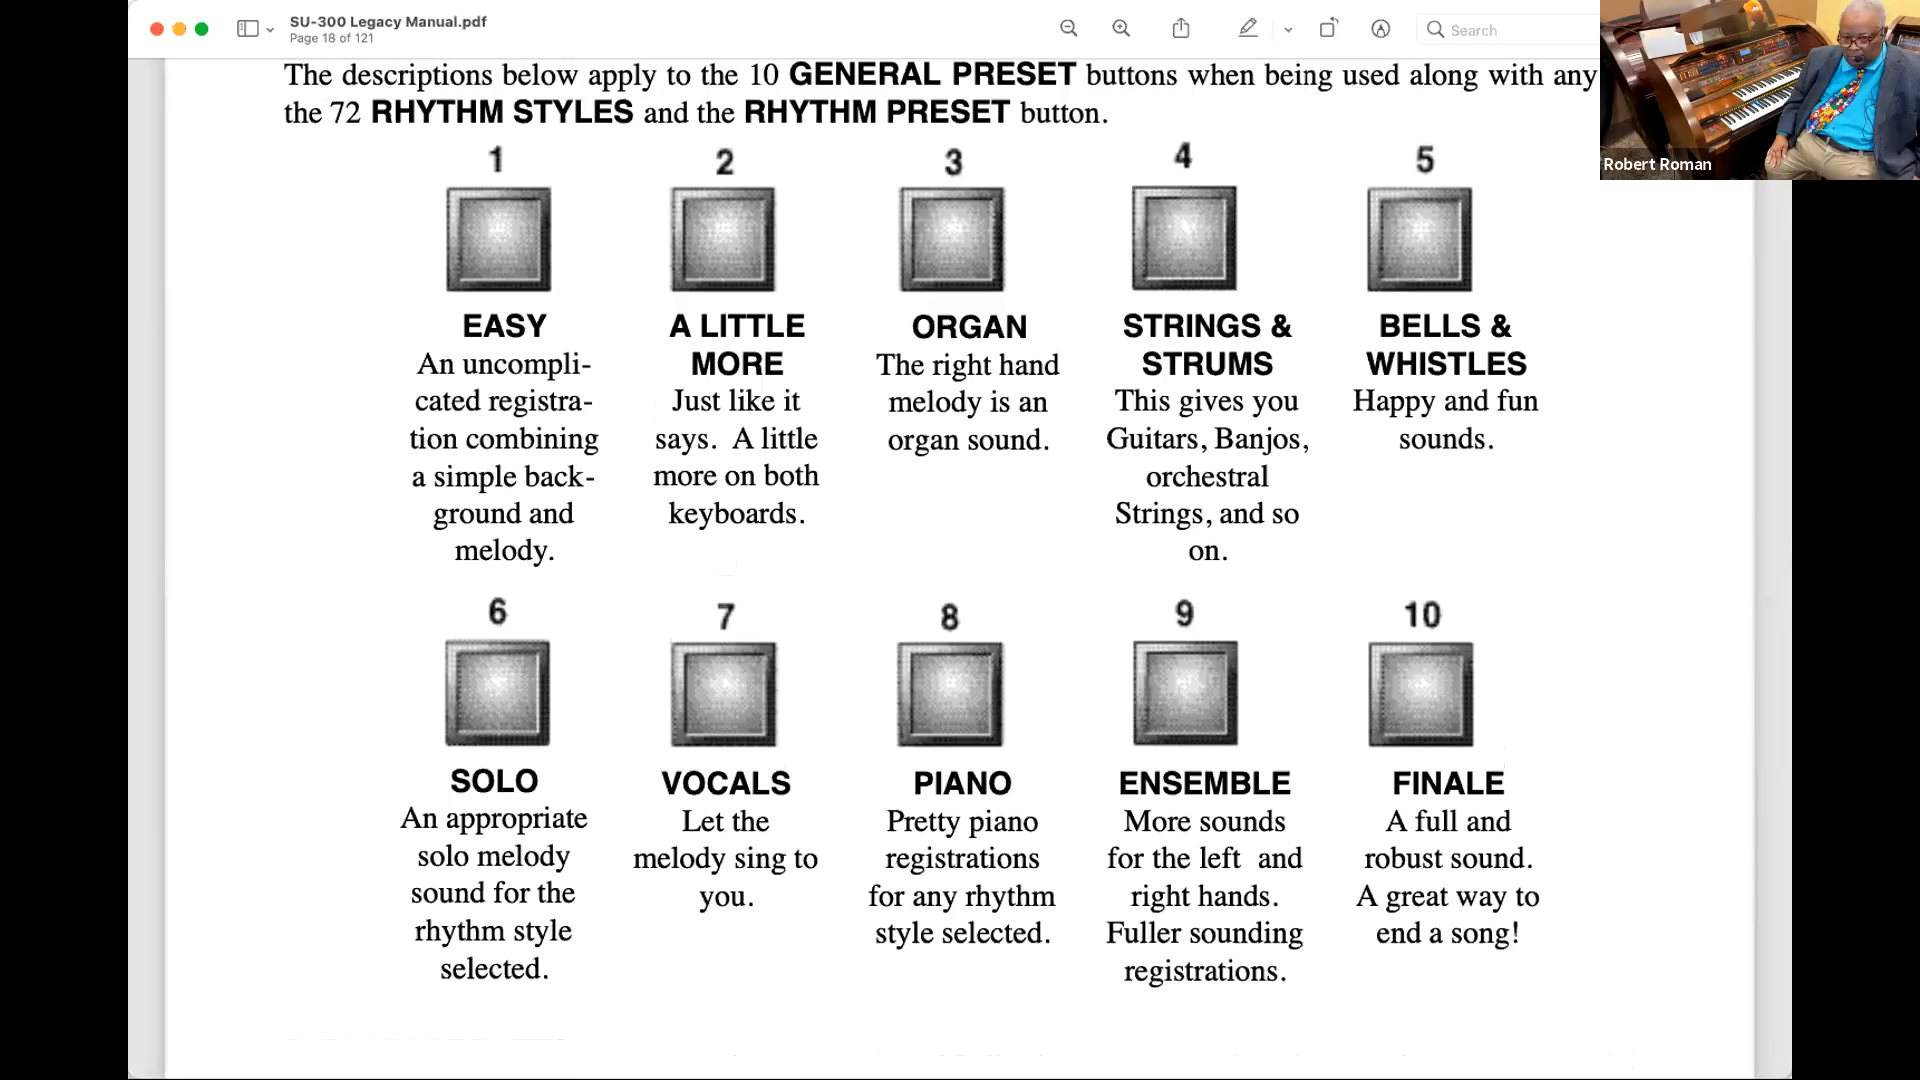 SU-300 Legacy Manual.pdf
Page 18 of 121
Search
Robert Roman
The descriptions below apply to the 10 GENERAL PRESET buttons when being used along with any
the 72 RHYTHM STYLES and the RHYTHM PRESET button.
1
2
3
4
5
EASY
An uncompli-
cated registra-
tion combining
a simple back-
ground and
melody.
A LITTLE
MORE
Just like it
says. A little
more on both
keyboards.
ORGAN
The right hand
melody is an
organ sound.
STRINGS &
STRUMS
This gives you
Guitars, Banjos,
orchestral
Strings, and so
on.
BELLS &
WHISTLES
Happy and fun
sounds.
6
7
8
9
10
SOLO
An appropriate
solo melody
sound for the
rhythm style
selected.
VOCALS
Let the
melody sing to
you.
PIANO
Pretty piano
registrations
for any rhythm
style selected.
ENSEMBLE
More sounds
for the left and
right hands.
Fuller sounding
registrations.
FINALE
A full and
robust sound.
A great way to
end a song!